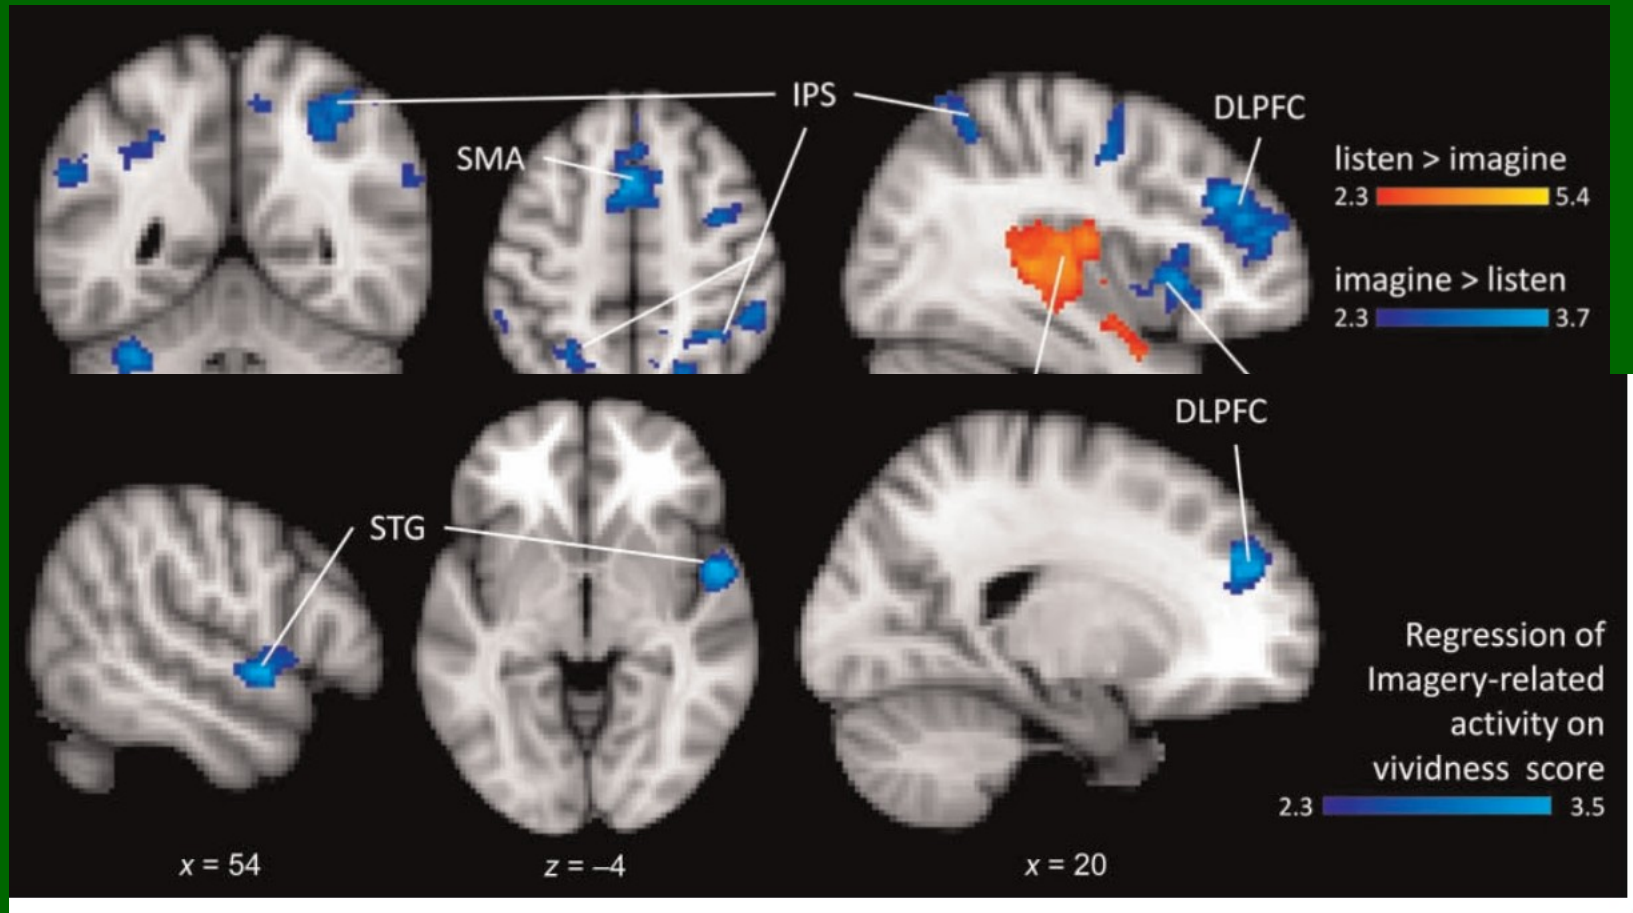 IPS
SMA
DLPFC
listen > imagine
2.3 5.4
imagine > listen
2.3 3.7
DLPFC
STG
Regression of
Imagery-related
activity on
vividness score
2.3 3.5
x = 54
z = –4
x = 20